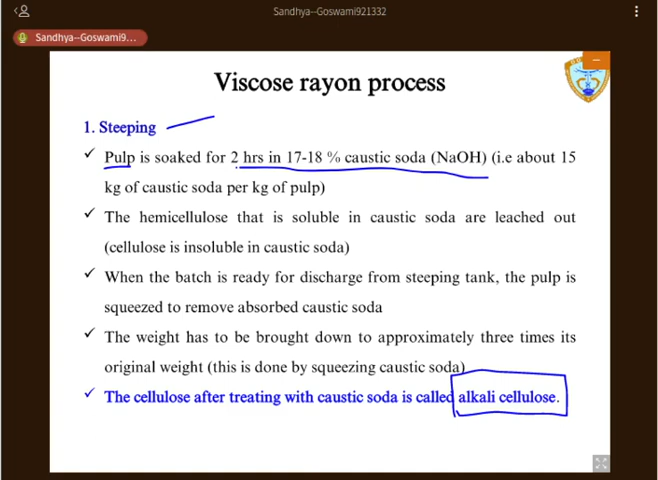 Sandhya--Goswami921332
Sandhya--Goswami9...
Viscose rayon process
1. Steeping
✓ Pulp is soaked for 2 hrs in 17-18 % caustic soda (NaOH) (i.e about 15
kg of caustic soda per kg of pulp)
✓ The hemicellulose that is soluble in caustic soda are leached out
(cellulose is insoluble in caustic soda)
✓ When the batch is ready for discharge from steeping tank, the pulp is
squeezed to remove absorbed caustic soda
✓ The weight has to be brought down to approximately three times its
original weight (this is done by squeezing caustic soda)
✓ The cellulose after treating with caustic soda is called alkali cellulose.